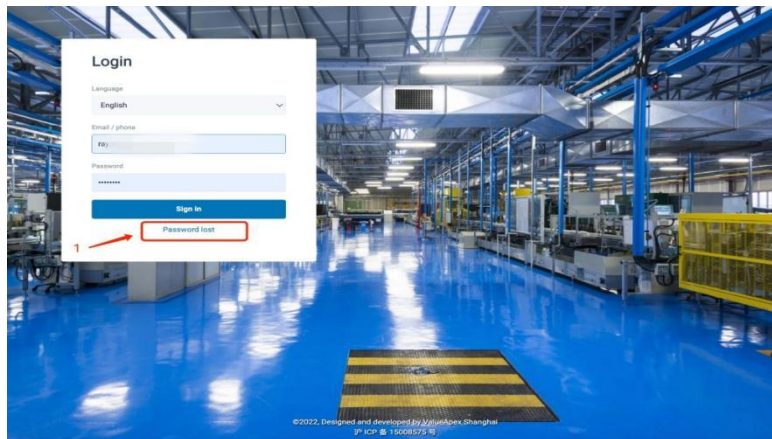 Login
Language
English
Email / phone
ray
Password
••••••••
Sign In
Password lost
1
©2022, Designed and developed by ValueApex Shanghai
沪 ICP 备 15008575 号